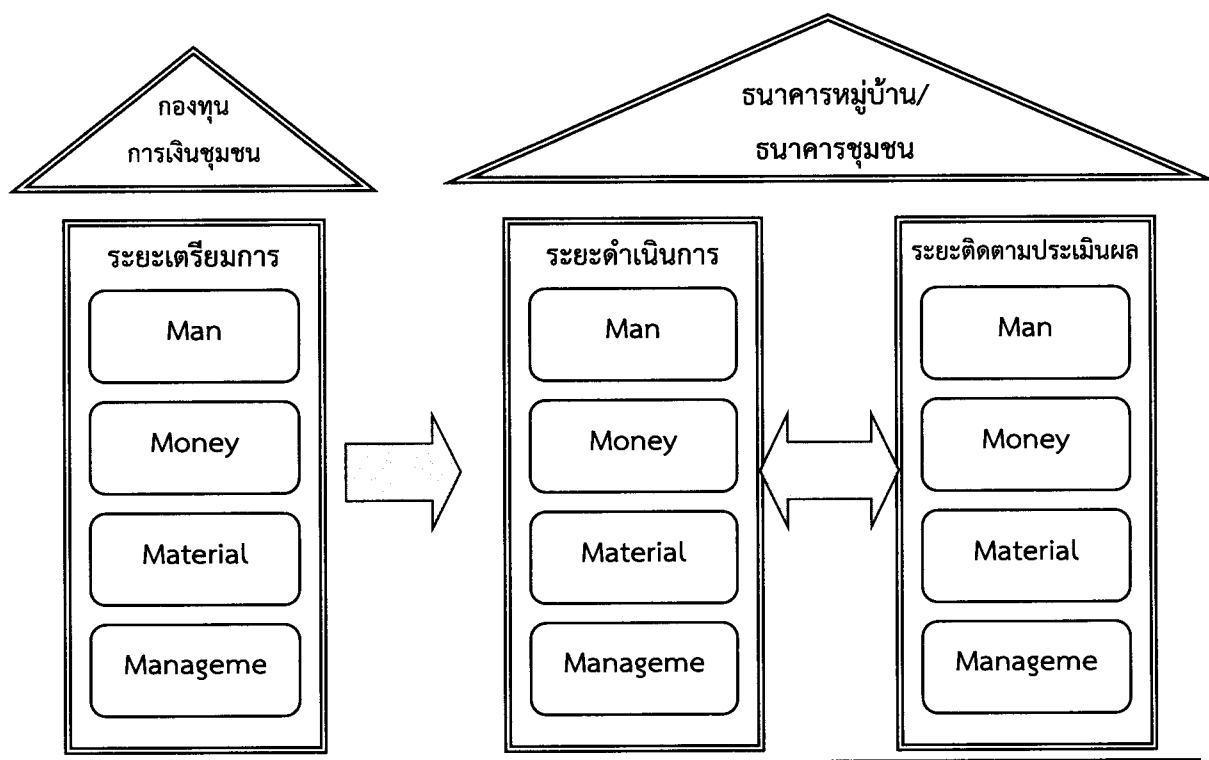 กองทุน
การเงินชุมชน
ระยะเตรียมการ
Man
Money
Material
Manageme
ธนาคารหมู่บ้าน/
ธนาคารชุมชน
ระยะดำเนินการ
Man
Money
Material
Manageme
ระยะติดตามประเมินผล
Man
Money
Material
Manageme